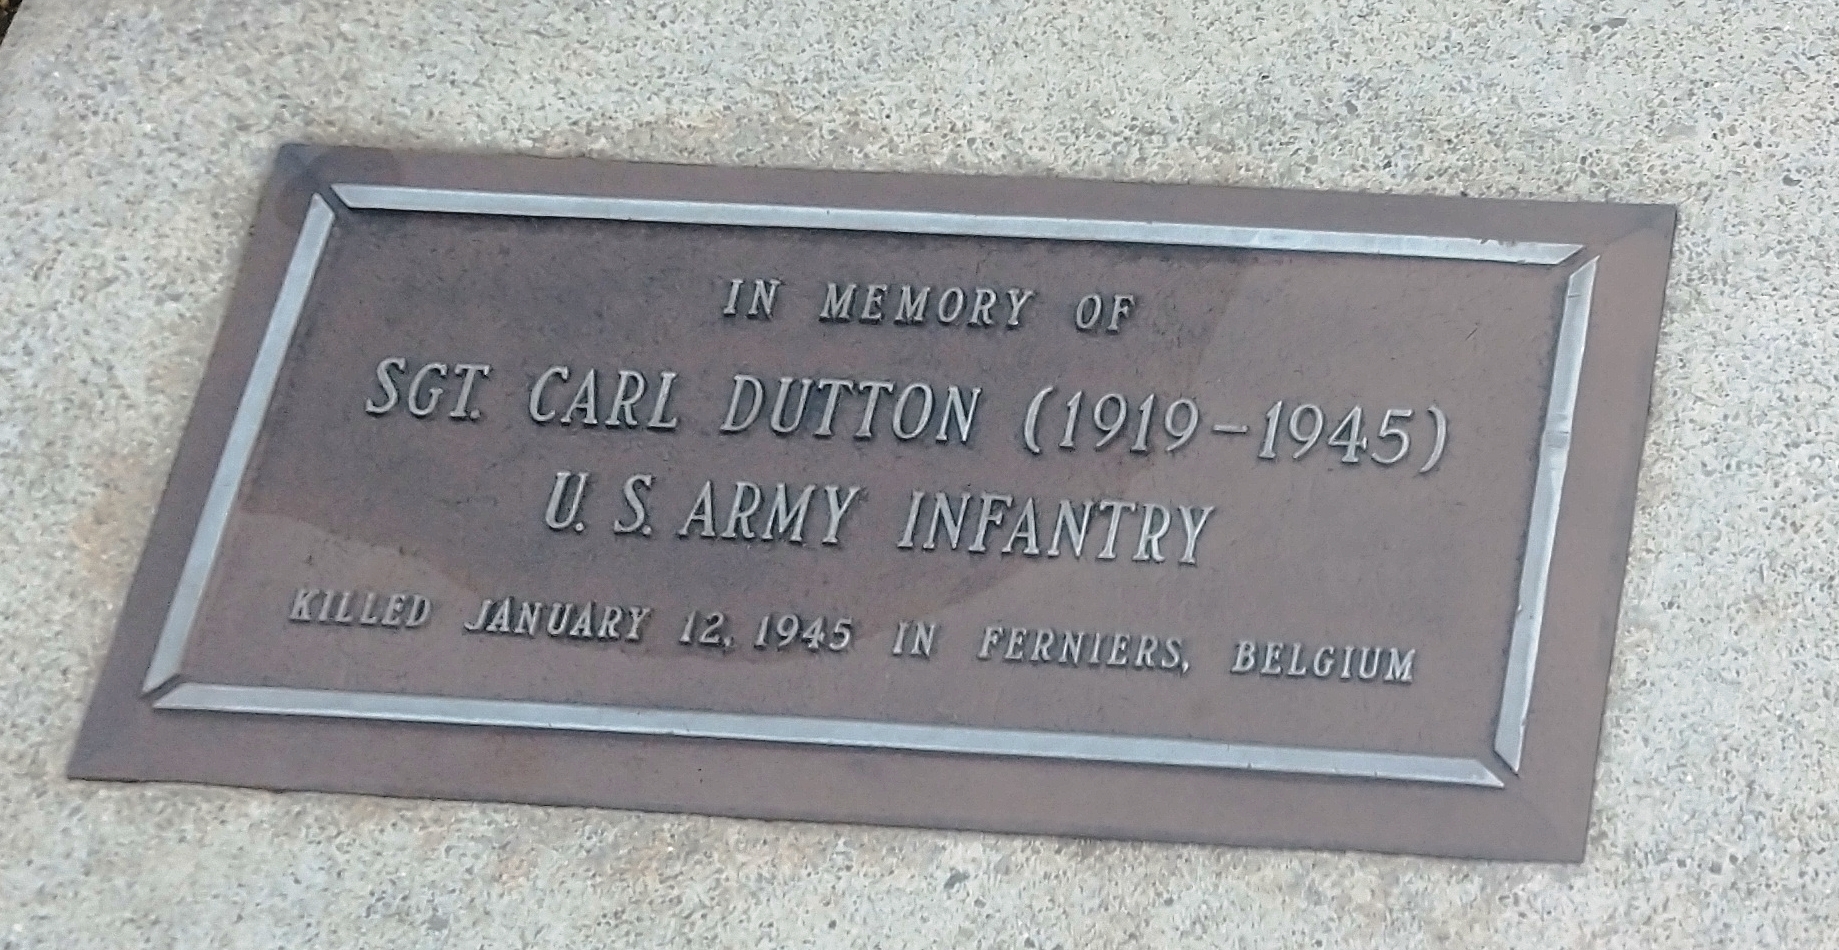 IN MEMORY OF
SGT. CARL DUTTON (1919-1945)
U. S. ARMY INFANTRY
KILLED JANUARY 12, 1945 IN FERNIERS, BELGIUM